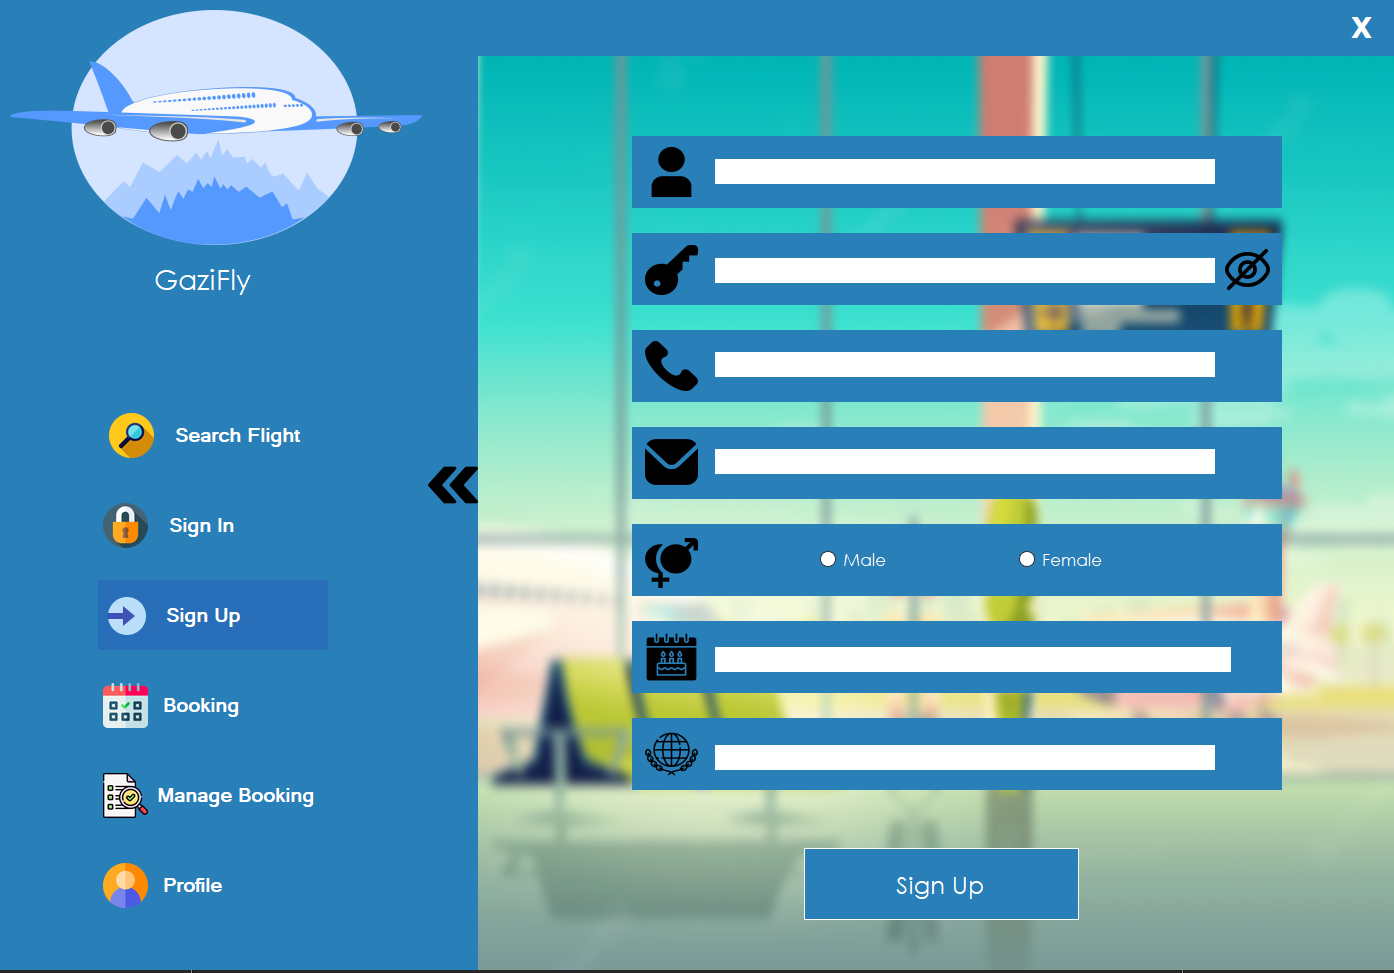 X
GaziFly
Search Flight
Sign In
Sign Up
Booking
Manage Booking
Profile
Male
Female
Sign Up